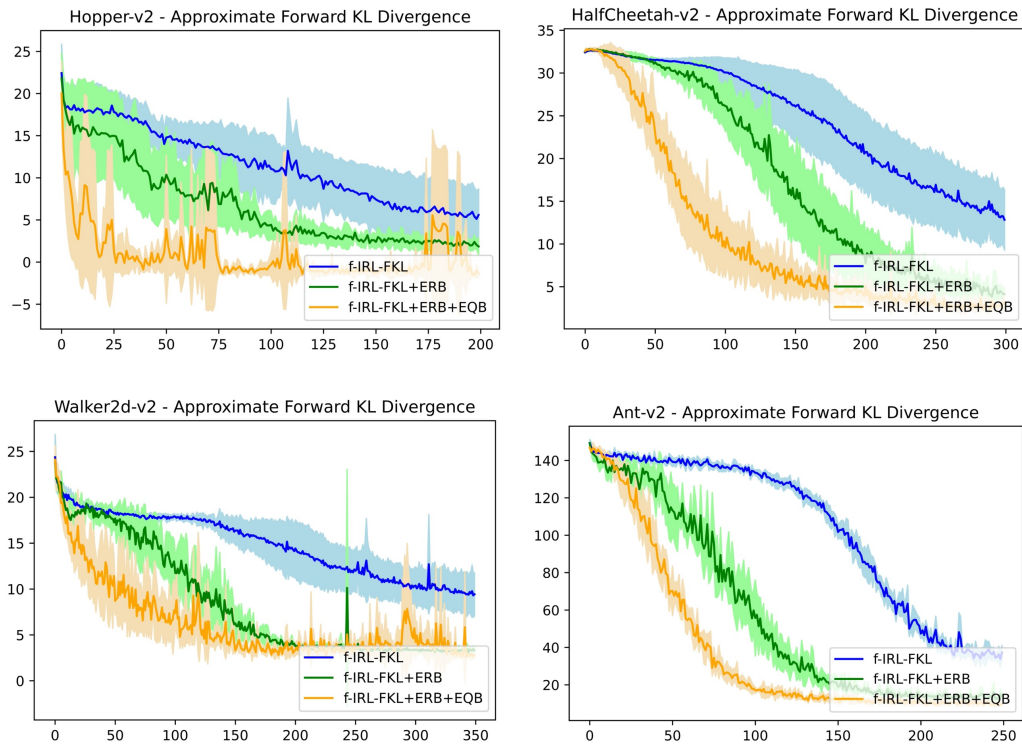 Hopper-v2 - Approximate Forward KL Divergence
25
20
15
10
5
0
−5
0 25 50 75 100 125 150 175 200
f-IRL-FKL
f-IRL-FKL+ERB
f-IRL-FKL+ERB+EQB
HalfCheetah-v2 - Approximate Forward KL Divergence
35
30
25
20
15
10
5
0 50 100 150 200 250 300
f-IRL-FKL
f-IRL-FKL+ERB
f-IRL-FKL+ERB+EQB
Walker2d-v2 - Approximate Forward KL Divergence
25
20
15
10
5
0
0 50 100 150 200 250 300 350
f-IRL-FKL
f-IRL-FKL+ERB
f-IRL-FKL+ERB+EQB
Ant-v2 - Approximate Forward KL Divergence
140
120
100
80
60
40
20
0 50 100 150 200 250
f-IRL-FKL
f-IRL-FKL+ERB
f-IRL-FKL+ERB+EQB